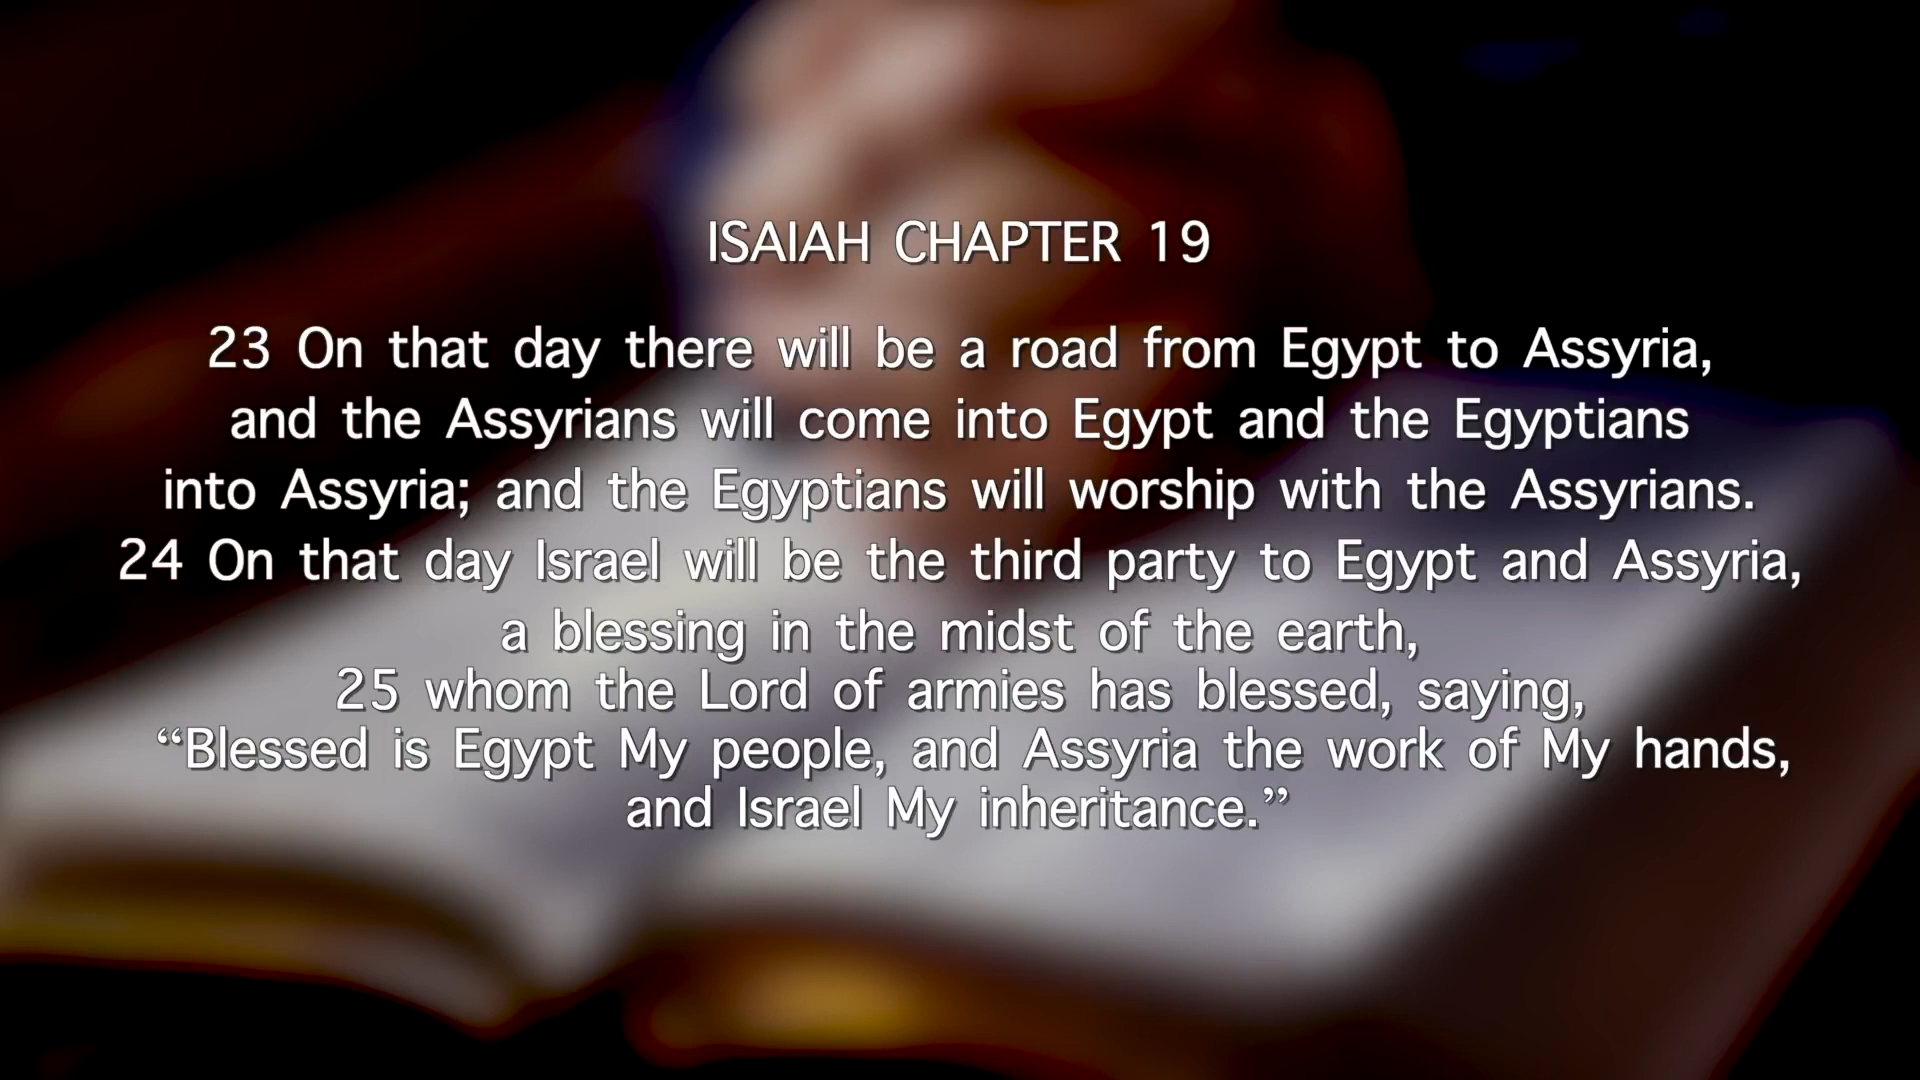 ISAIAH CHAPTER 19
23 On that day there will be a road from Egypt to Assyria,
and the Assyrians will come into Egypt and the Egyptians
into Assyria; and the Egyptians will worship with the Assyrians.
24 On that day Israel will be the third party to Egypt and Assyria,
a blessing in the midst of the earth,
25 whom the Lord of armies has blessed, saying,
“Blessed is Egypt My people, and Assyria the work of My hands,
and Israel My inheritance.”